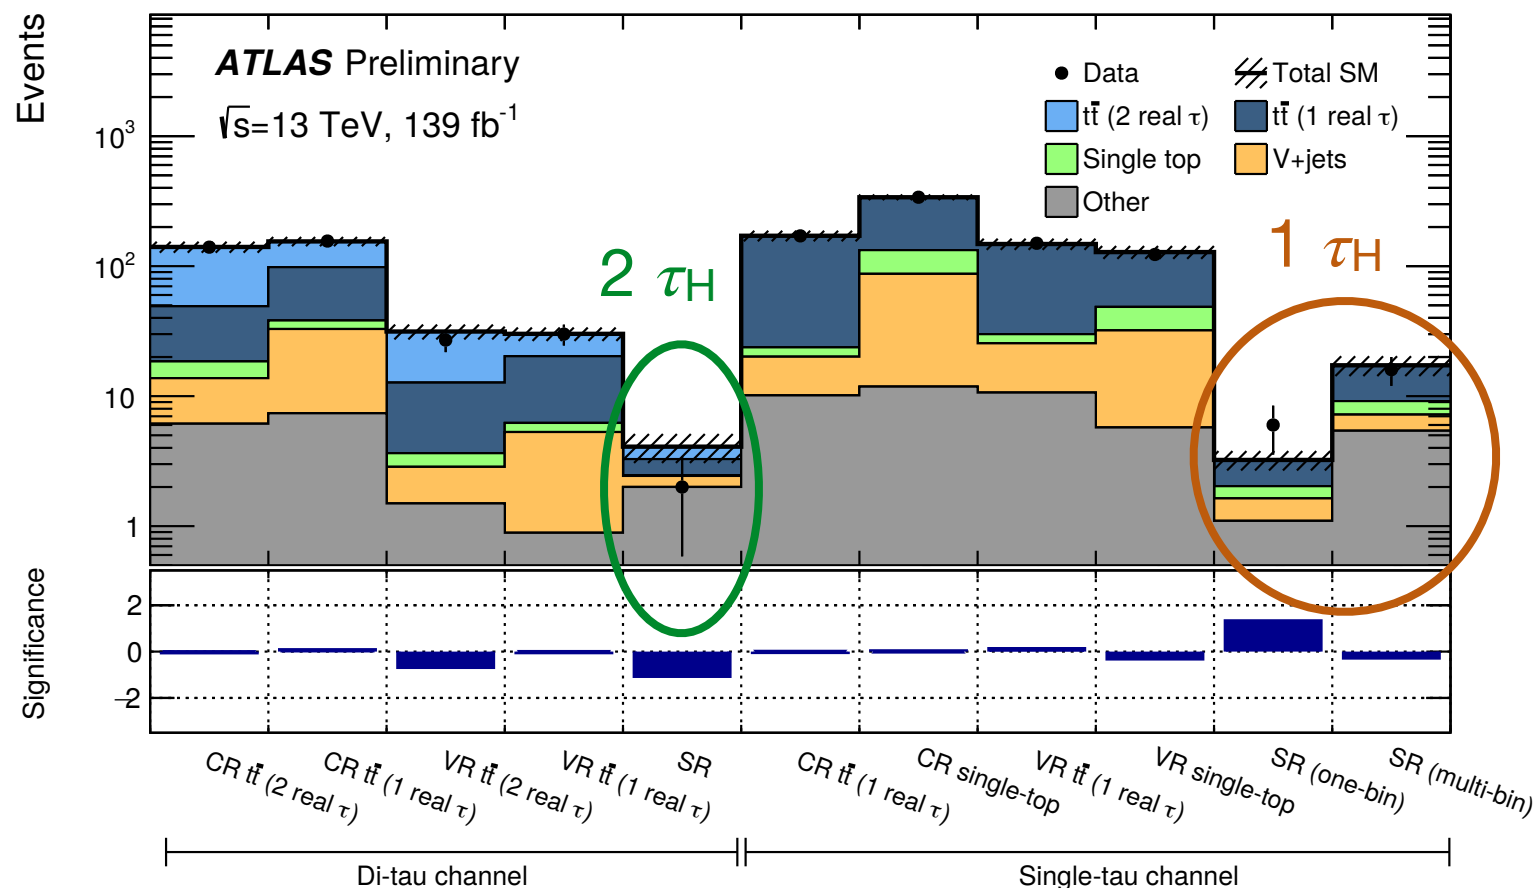 Events
ATLAS Preliminary
√s=13 TeV, 139 fb⁻¹
Data
Total SM
tt̄ (2 real τ)
tt̄ (1 real τ)
Single top
V+jets
Other
2 τH
1 τH
10³
10²
10
1
Significance
2
0
−2
CR tt̄ (2 real τ)
CR tt̄ (1 real τ)
VR tt̄ (2 real τ)
VR tt̄ (1 real τ)
SR
CR tt̄ (1 real τ)
CR single-top
VR tt̄ (1 real τ)
VR single-top
SR (one-bin)
SR (multi-bin)
Di-tau channel
Single-tau channel